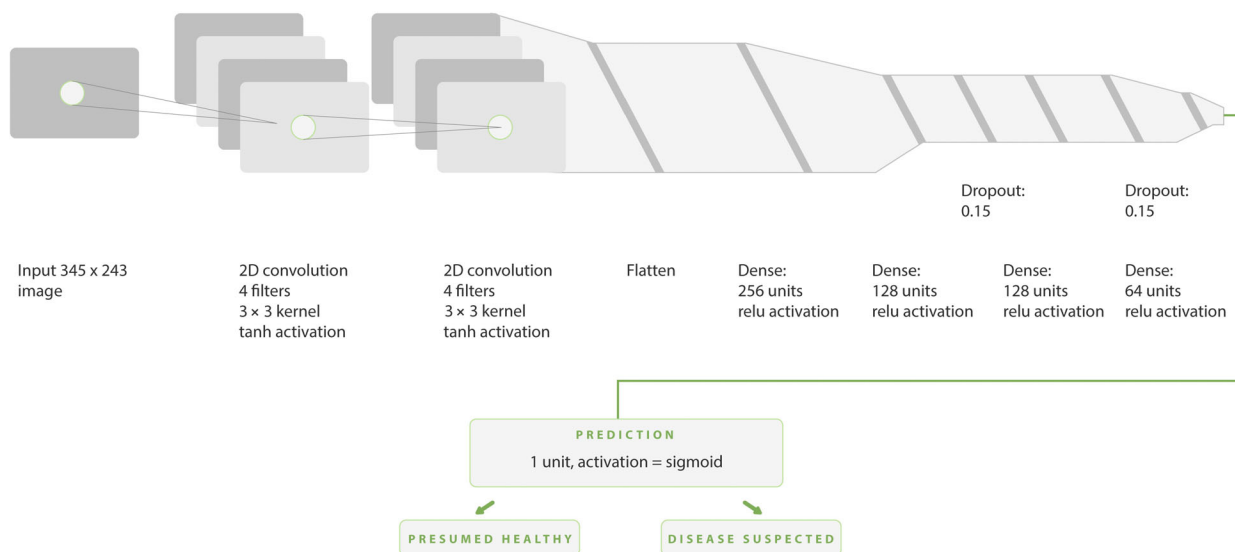 Dropout:
0.15
Dropout:
0.15
Input 345 x 243
image
2D convolution
4 filters
3 × 3 kernel
tanh activation
2D convolution
4 filters
3 × 3 kernel
tanh activation
Flatten
Dense:
256 units
relu activation
Dense:
128 units
relu activation
Dense:
128 units
relu activation
Dense:
64 units
relu activation
PREDICTION
1 unit, activation = sigmoid
PRESUMED HEALTHY
DISEASE SUSPECTED